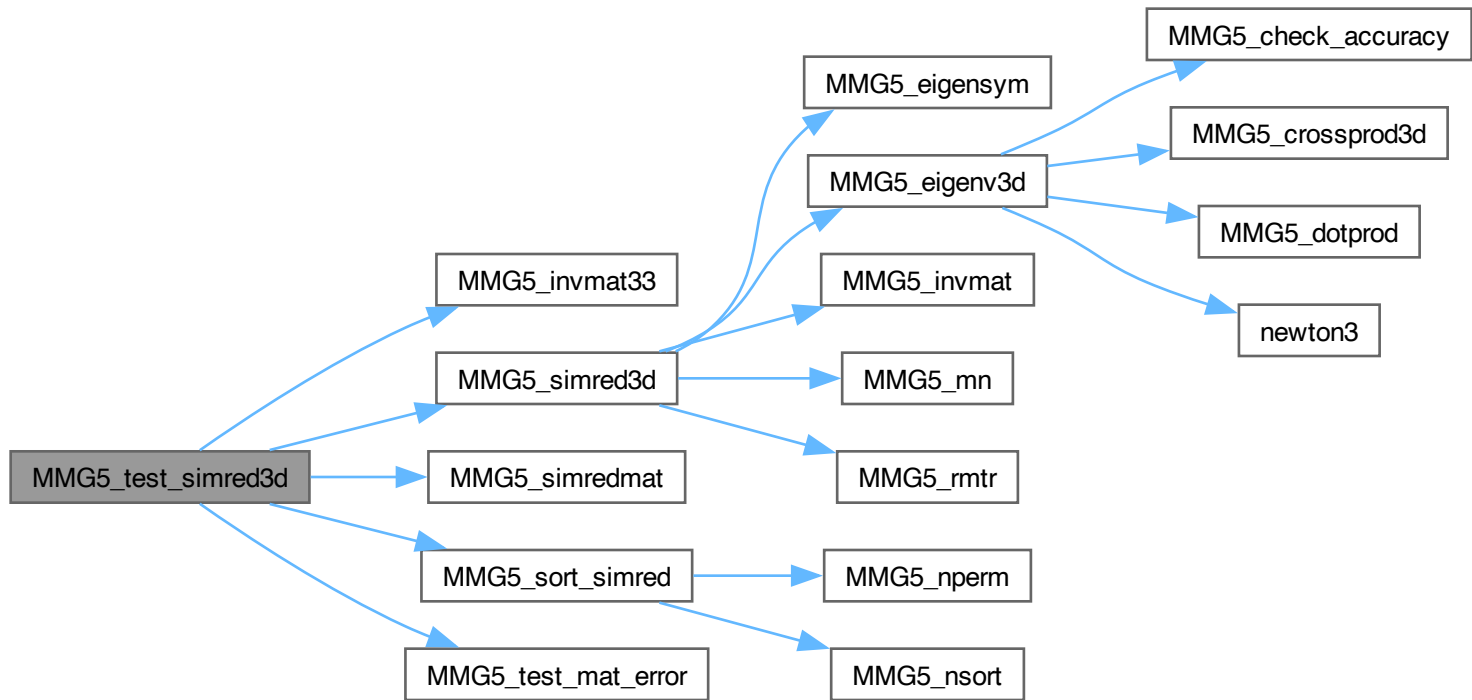 MMG5_test_simred3d
MMG5_invmat33
MMG5_simred3d
MMG5_simredmat
MMG5_sort_simred
MMG5_test_mat_error
MMG5_eigensym
MMG5_eigenv3d
MMG5_invmat
MMG5_mn
MMG5_rmtr
MMG5_nperm
MMG5_nsort
MMG5_check_accuracy
MMG5_crossprod3d
MMG5_dotprod
newton3